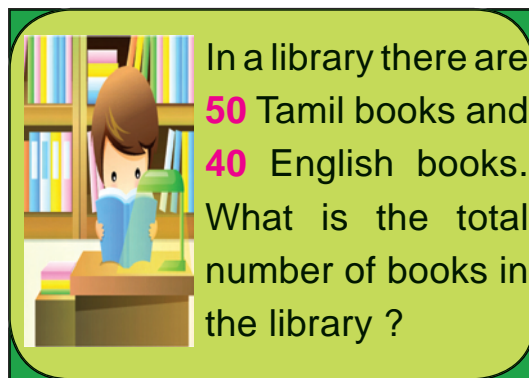 In a library there are
50 Tamil books and
40 English books.
What is the total
number of books in
the library ?